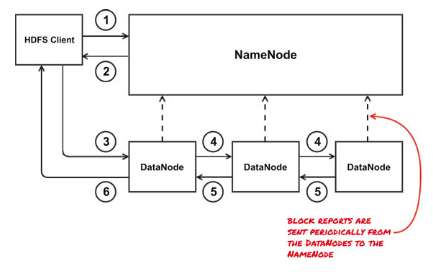 1
HDFS Client
NameNode
2
3
4
4
DataNode
DataNode
DataNode
6
5
5
BLOCK REPORTS ARE
SENT PERIODICALLY FROM
THE DATANODES TO THE
NAMENODE